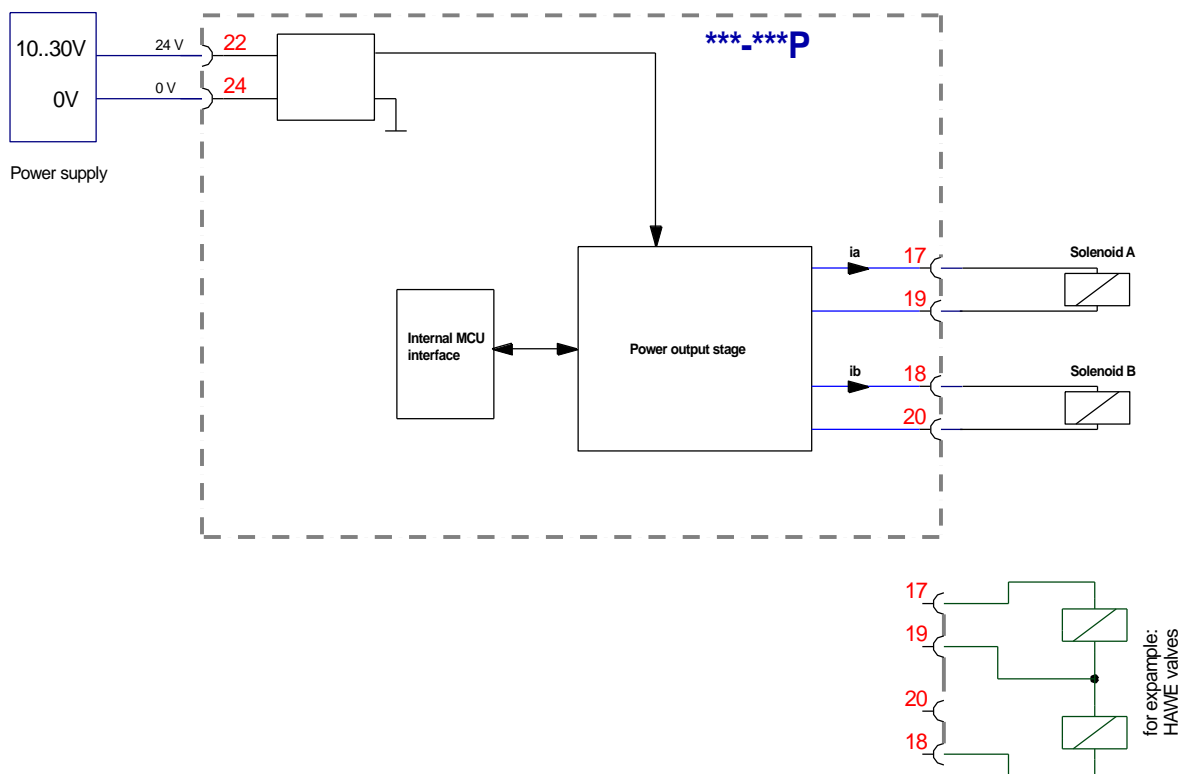 10..30V
24 V
22
***-***P
0V
0 V
24
Power supply
ia
17
Solenoid A
19
Internal MCU
interface
Power output stage
ib
18
Solenoid B
20
17
19
20
18
for expample:
HAWE valves